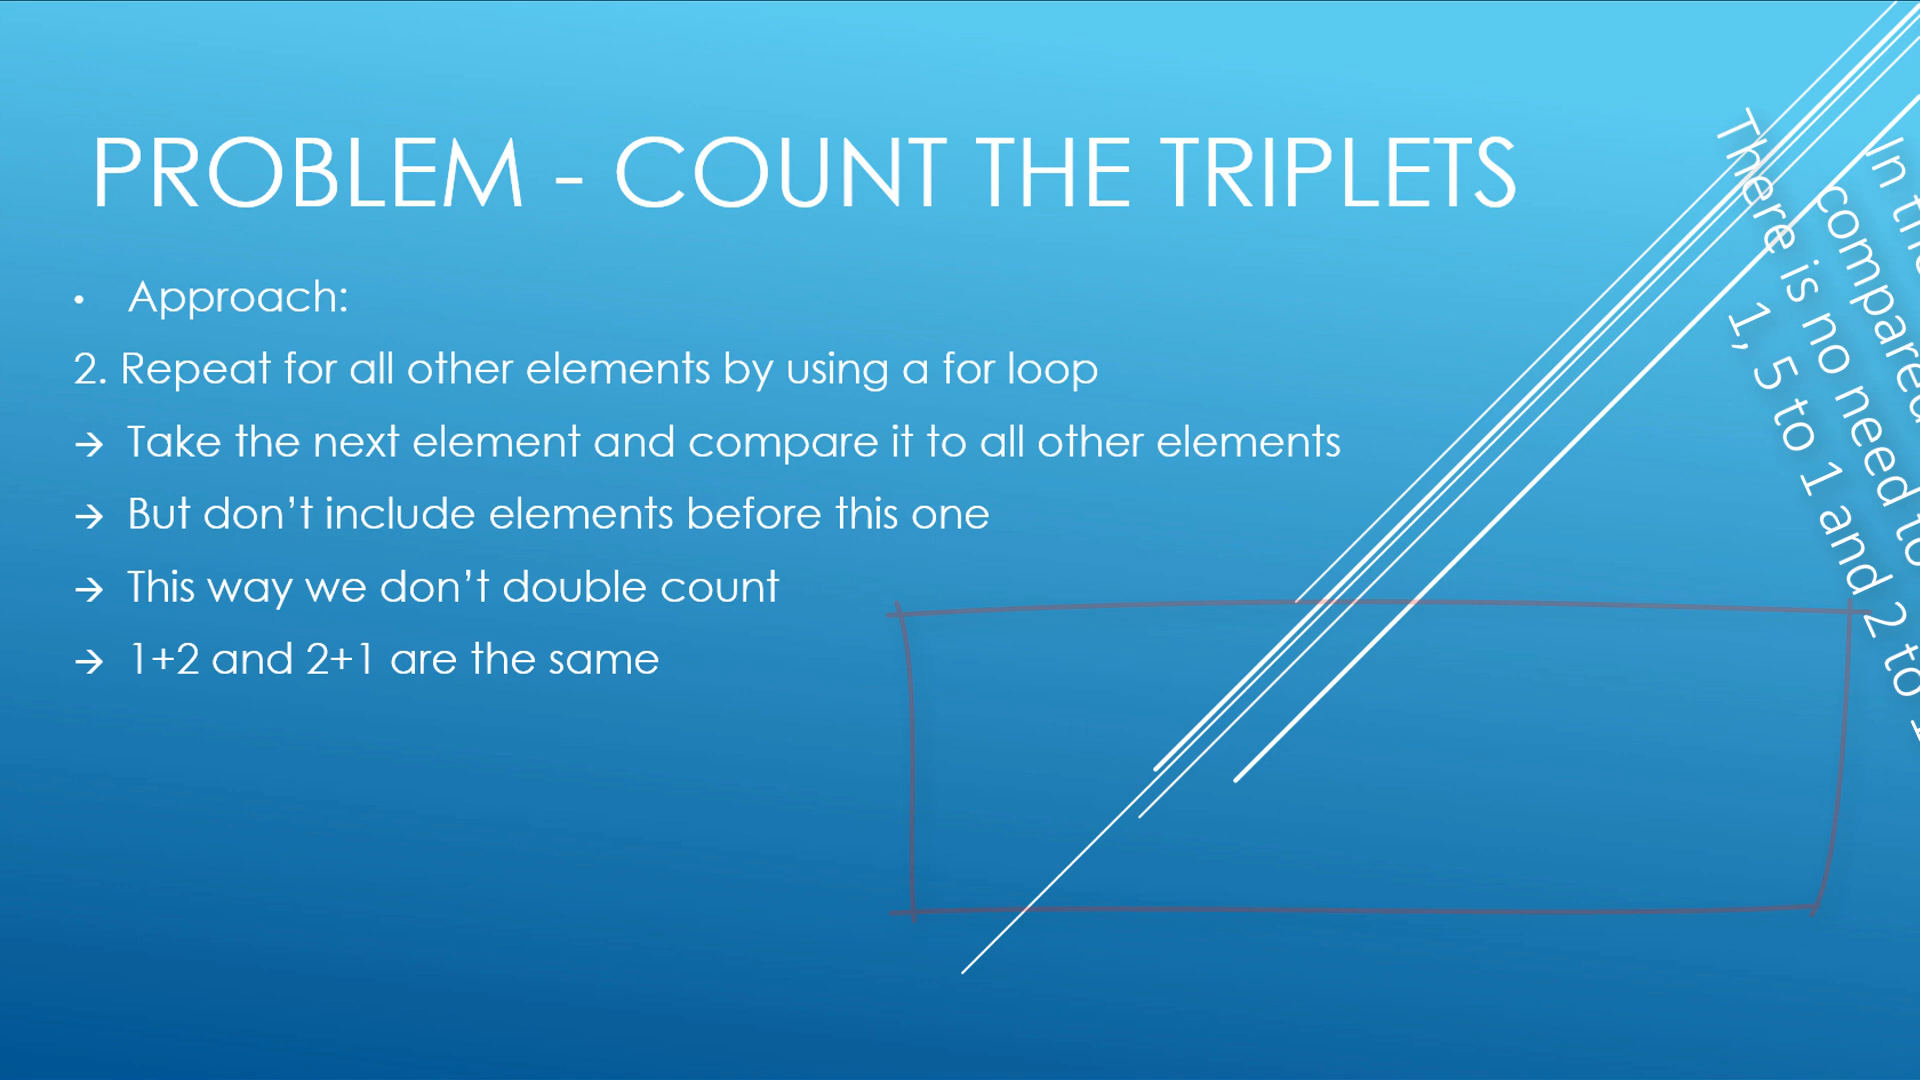 PROBLEM - COUNT THE TRIPLETS
• Approach:
2. Repeat for all other elements by using a for loop
→ Take the next element and compare it to all other elements
→ But don’t include elements before this one
→ This way we don’t double count
→ 1+2 and 2+1 are the same
In
compared
There is no need to
1, 5 to 1 and 2 to